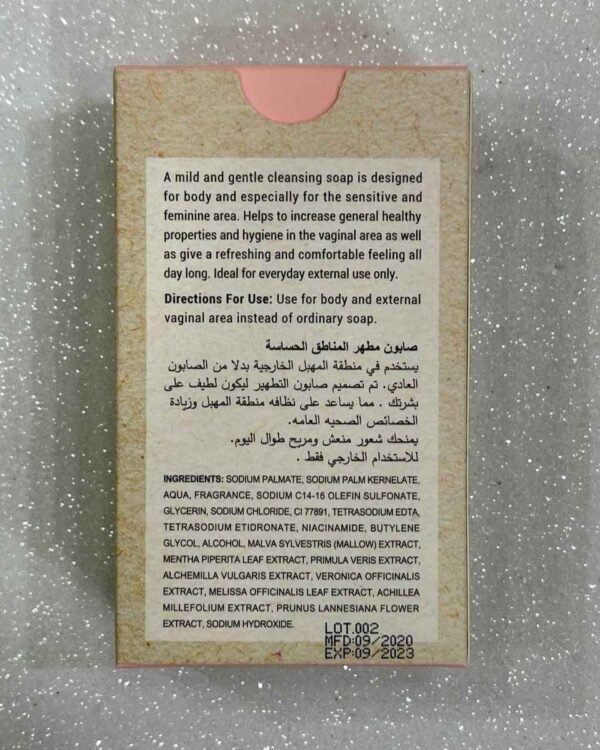 A mild and gentle cleansing soap is designed
for body and especially for the sensitive and
feminine area. Helps to increase general healthy
properties and hygiene in the vaginal area as well
as give a refreshing and comfortable feeling all
day long. Ideal for everyday external use only.
Directions For Use: Use for body and external
vaginal area instead of ordinary soap.
صابون مطهر المناطق الحساسة
يستخدم في منطقة المهبل الخارجية بدلا من الصابون
العادي. تم تصميم صابون التطهير ليكون لطيف على
بشرتك . مما يساعد على نظافه منطقة المهبل وزيادة
الخصائص الصحيه العامه.
يمنحك شعور منعش ومريح طوال اليوم.
للاستخدام الخارجي فقط .
INGREDIENTS: SODIUM PALMATE, SODIUM PALM KERNELATE,
AQUA, FRAGRANCE, SODIUM C14-16 OLEFIN SULFONATE,
GLYCERIN, SODIUM CHLORIDE, CI 77891, TETRASODIUM EDTA,
TETRASODIUM ETIDRONATE, NIACINAMIDE, BUTYLENE
GLYCOL, ALCOHOL, MALVA SYLVESTRIS (MALLOW) EXTRACT,
MENTHA PIPERITA LEAF EXTRACT, PRIMULA VERIS EXTRACT,
ALCHEMILLA VULGARIS EXTRACT, VERONICA OFFICINALIS
EXTRACT, MELISSA OFFICINALIS LEAF EXTRACT, ACHILLEA
MILLEFOLIUM EXTRACT, PRUNUS LANNESIANA FLOWER
EXTRACT, SODIUM HYDROXIDE.
LOT.002
MFD:09/2020
EXP:09/2023